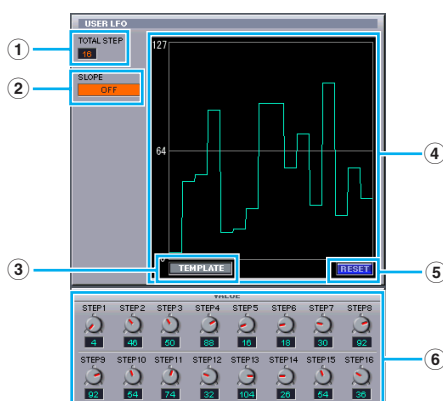 USER LFO
TOTAL STEP
16
1
SLOPE
OFF
2
127
64
0
4
TEMPLATE
3
RESET
5
VALUE
STEP1 STEP2 STEP3 STEP4 STEP5 STEP6 STEP7 STEP8
4 46 50 88 16 18 30 92
6
STEP9 STEP10 STEP11 STEP12 STEP13 STEP14 STEP15 STEP16
92 54 74 32 104 26 54 36